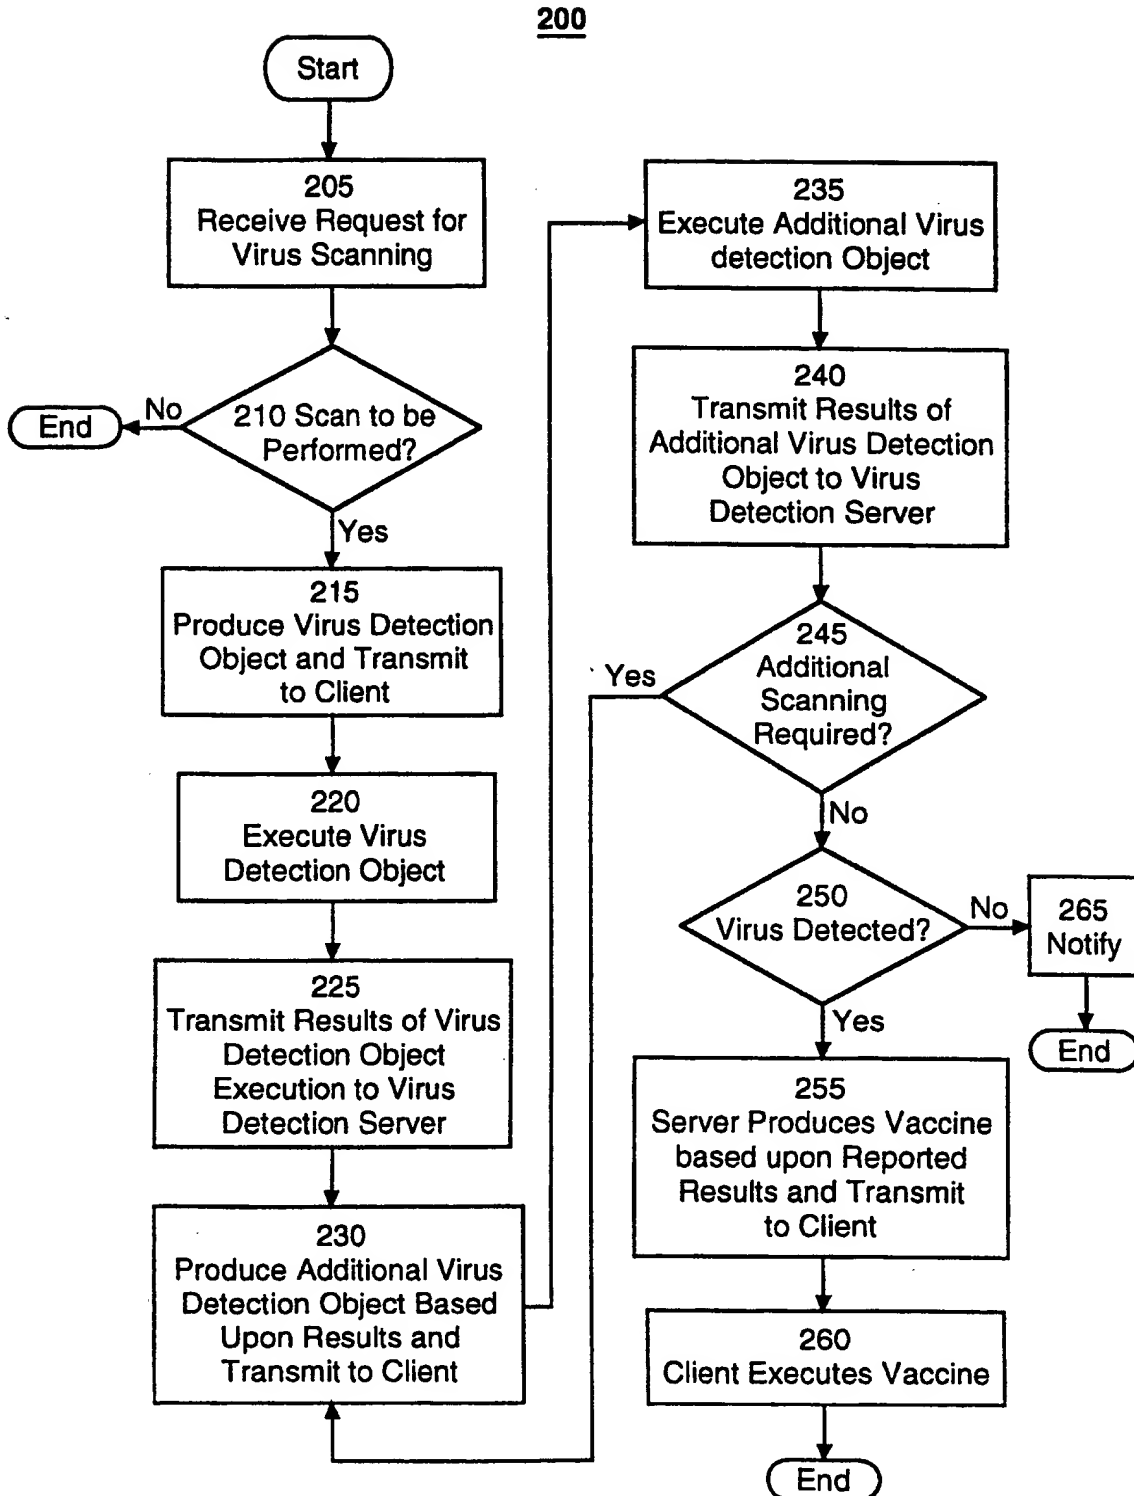 200
Start
205
Receive Request for
Virus Scanning
210 Scan to be
Performed?
No
End
Yes
215
Produce Virus Detection
Object and Transmit
to Client
220
Execute Virus
Detection Object
225
Transmit Results of Virus
Detection Object
Execution to Virus
Detection Server
230
Produce Additional Virus
Detection Object Based
Upon Results and
Transmit to Client
235
Execute Additional Virus
detection Object
240
Transmit Results of
Additional Virus Detection
Object to Virus
Detection Server
245
Additional
Scanning
Required?
Yes
No
250
Virus Detected?
No
265
Notify
End
Yes
255
Server Produces Vaccine
based upon Reported
Results and Transmit
to Client
260
Client Executes Vaccine
End